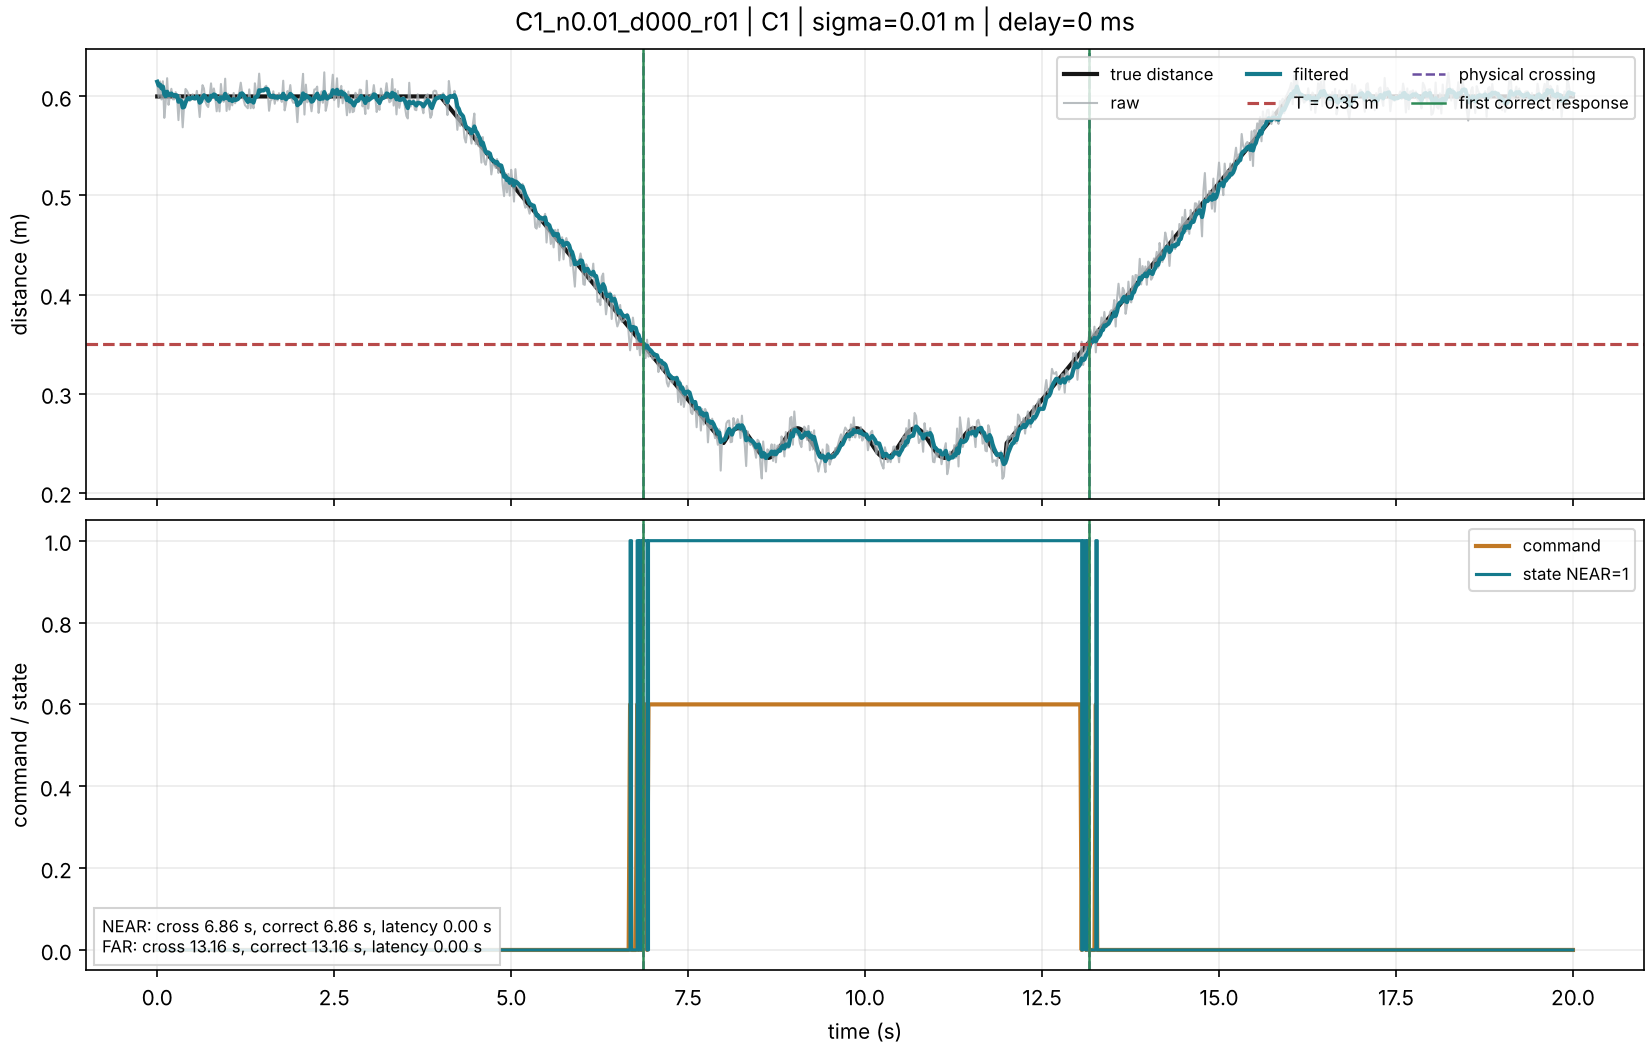 C1_n0.01_d000_r01 | C1 | sigma=0.01 m | delay=0 ms
true distance
raw
filtered
T = 0.35 m
physical crossing
first correct response
distance (m)
0.6
0.5
0.4
0.3
0.2
command
state NEAR=1
command / state
1.0
0.8
0.6
0.4
0.2
0.0
NEAR: cross 6.86 s, correct 6.86 s, latency 0.00 s
FAR: cross 13.16 s, correct 13.16 s, latency 0.00 s
0.0 2.5 5.0 7.5 10.0 12.5 15.0 17.5 20.0
time (s)